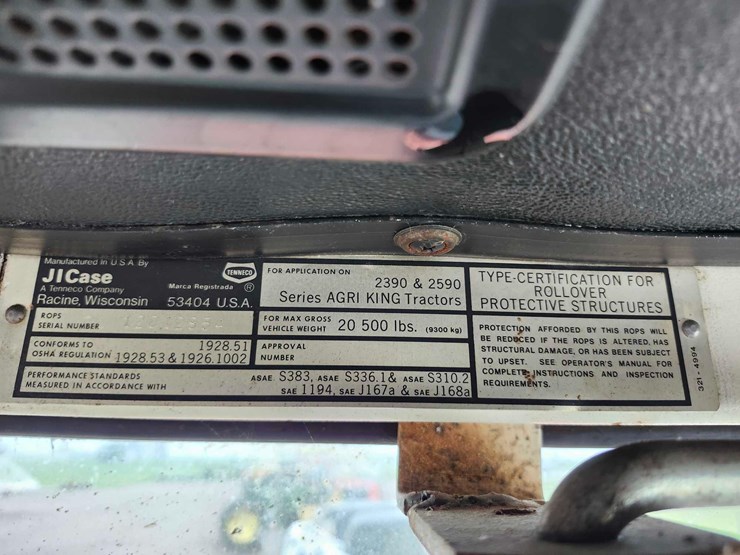 Manufactured in U.S.A. By
JI Case
A Tenneco Company
Racine, Wisconsin
TENNECO
Marca Registrada ®
53404 U.S.A.
ROPS
SERIAL NUMBER
CONFORMS TO
OSHA REGULATION
1928.51
1928.53 & 1926.1002
PERFORMANCE STANDARDS
MEASURED IN ACCORDANCE WITH
ASAE S383, ASAE S336.1 & ASAE S310.2
SAE 1194, SAE J167a & SAE J168a
FOR APPLICATION ON
2390 & 2590
Series AGRI KING Tractors
FOR MAX GROSS
VEHICLE WEIGHT 20 500 lbs. (9300 kg)
APPROVAL
NUMBER
TYPE-CERTIFICATION FOR
ROLLOVER
PROTECTIVE STRUCTURES
PROTECTION AFFORDED BY THIS ROPS WILL
BE REDUCED IF THE ROPS IS ALTERED, HAS
STRUCTURAL DAMAGE, OR HAS BEEN SUBJECT
TO UPSET. SEE OPERATOR'S MANUAL FOR
COMPLETE INSTRUCTIONS AND INSPECTION
REQUIREMENTS.
321-4994